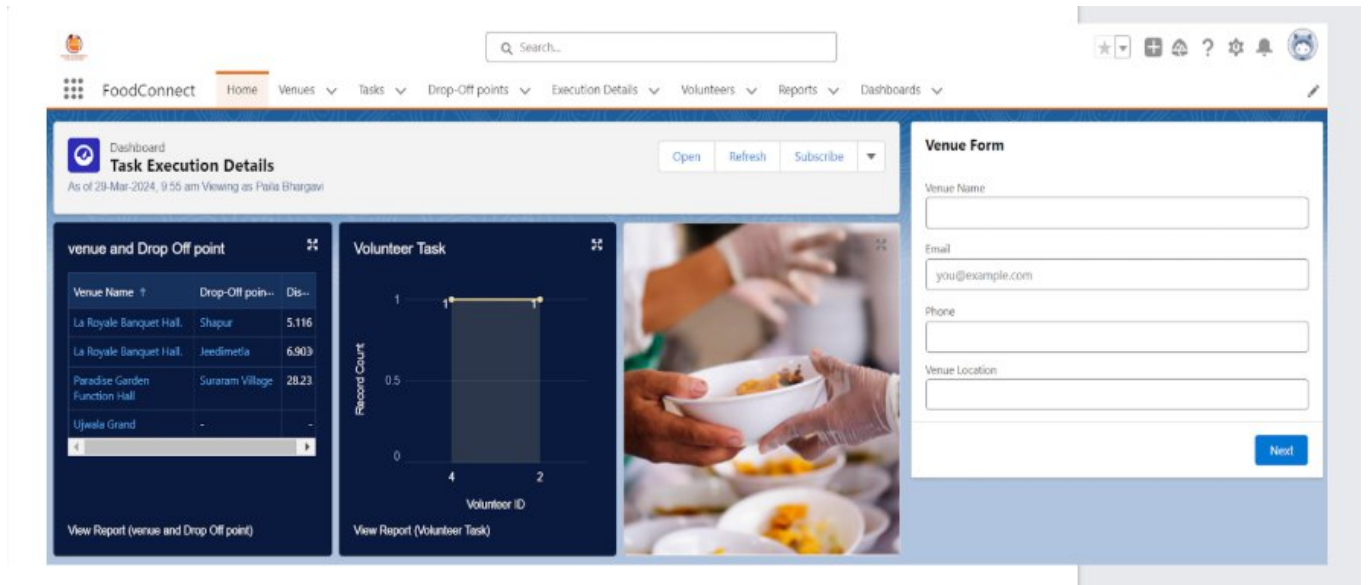 Search...
FoodConnect Home Venues Tasks Drop-Off points Execution Details Volunteers Reports Dashboards
Dashboard
Task Execution Details
As of 29-Mar-2024, 9:55 am Viewing as Paila Bhargavi
Open Refresh Subscribe
venue and Drop Off point
Venue Name ↑ Drop-Off poin... Dis...
La Royale Banquet Hall. Shapur 5.116
La Royale Banquet Hall. Jeedimetla 6.903
Paradise Garden Suraram Village 28.23
Function Hall
Ujwala Grand - -
View Report (venue and Drop Off point)
Volunteer Task
Record Count
1
0.5
0
1 1
4 2
Volunteer ID
View Report (Volunteer Task)
Venue Form
Venue Name
Email
you@example.com
Phone
Venue Location
Next